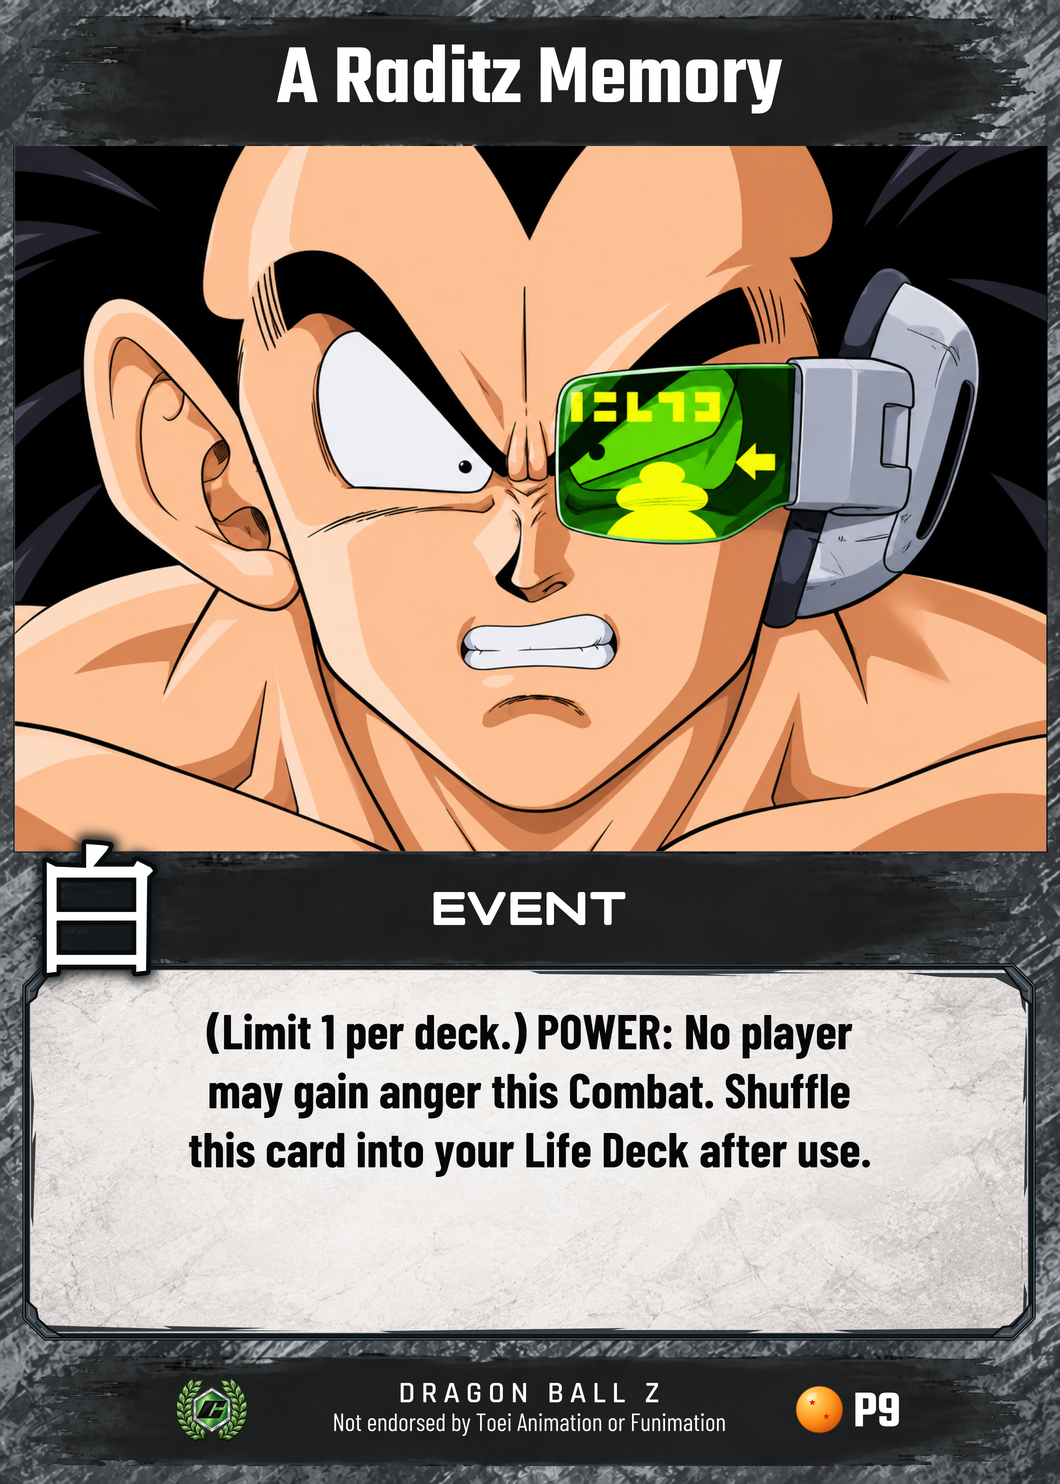 A Raditz Memory
白
EVENT
(Limit 1 per deck.) POWER: No player
may gain anger this Combat. Shuffle
this card into your Life Deck after use.
DRAGON BALL Z
Not endorsed by Toei Animation or Funimation
P9